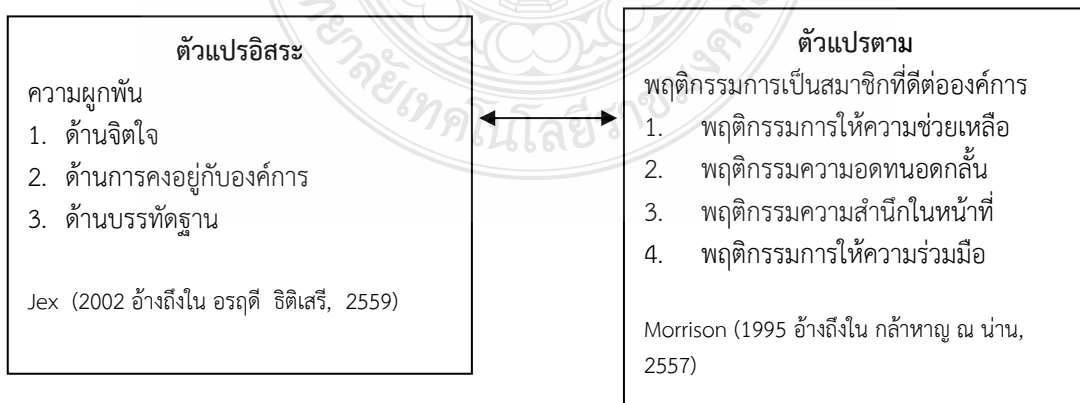 ตัวแปรอิสระ
ความผูกพัน
1. ด้านจิตใจ
2. ด้านการคงอยู่กับองค์การ
3. ด้านบรรทัดฐาน
Jex (2002 อ้างถึงใน อรฤดี ธิติเสรี, 2559)
ตัวแปรตาม
พฤติกรรมการเป็นสมาชิกที่ดีต่อองค์การ
1. พฤติกรรมการให้ความช่วยเหลือ
2. พฤติกรรมความอดทนอดกลั้น
3. พฤติกรรมความสำนึกในหน้าที่
4. พฤติกรรมการให้ความร่วมมือ
Morrison (1995 อ้างถึงใน กล้าหาญ ณ น่าน,
2557)